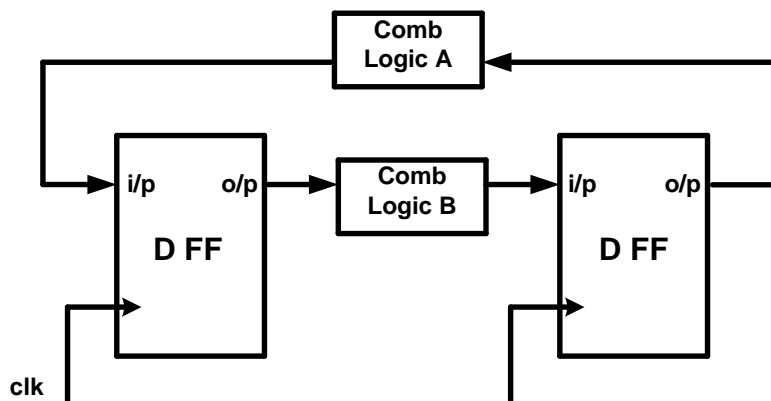 Comb
Logic A
i/p
o/p
D FF
Comb
Logic B
i/p
o/p
D FF
clk